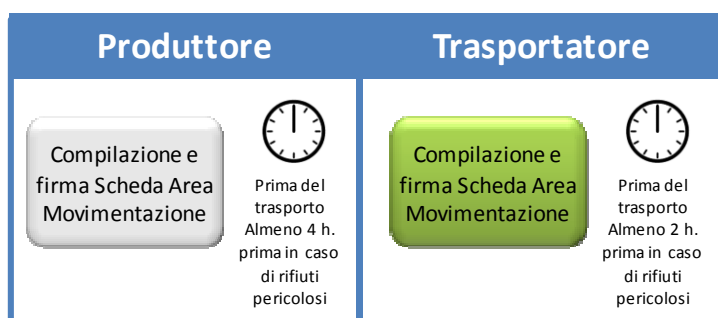 Produttore
Compilazione e
firma Scheda Area
Movimentazione
Prima del
trasporto
Almeno 4 h.
prima in caso
di rifiuti
pericolosi
Trasportatore
Compilazione e
firma Scheda Area
Movimentazione
Prima del
trasporto
Almeno 2 h.
prima in caso
di rifiuti
pericolosi